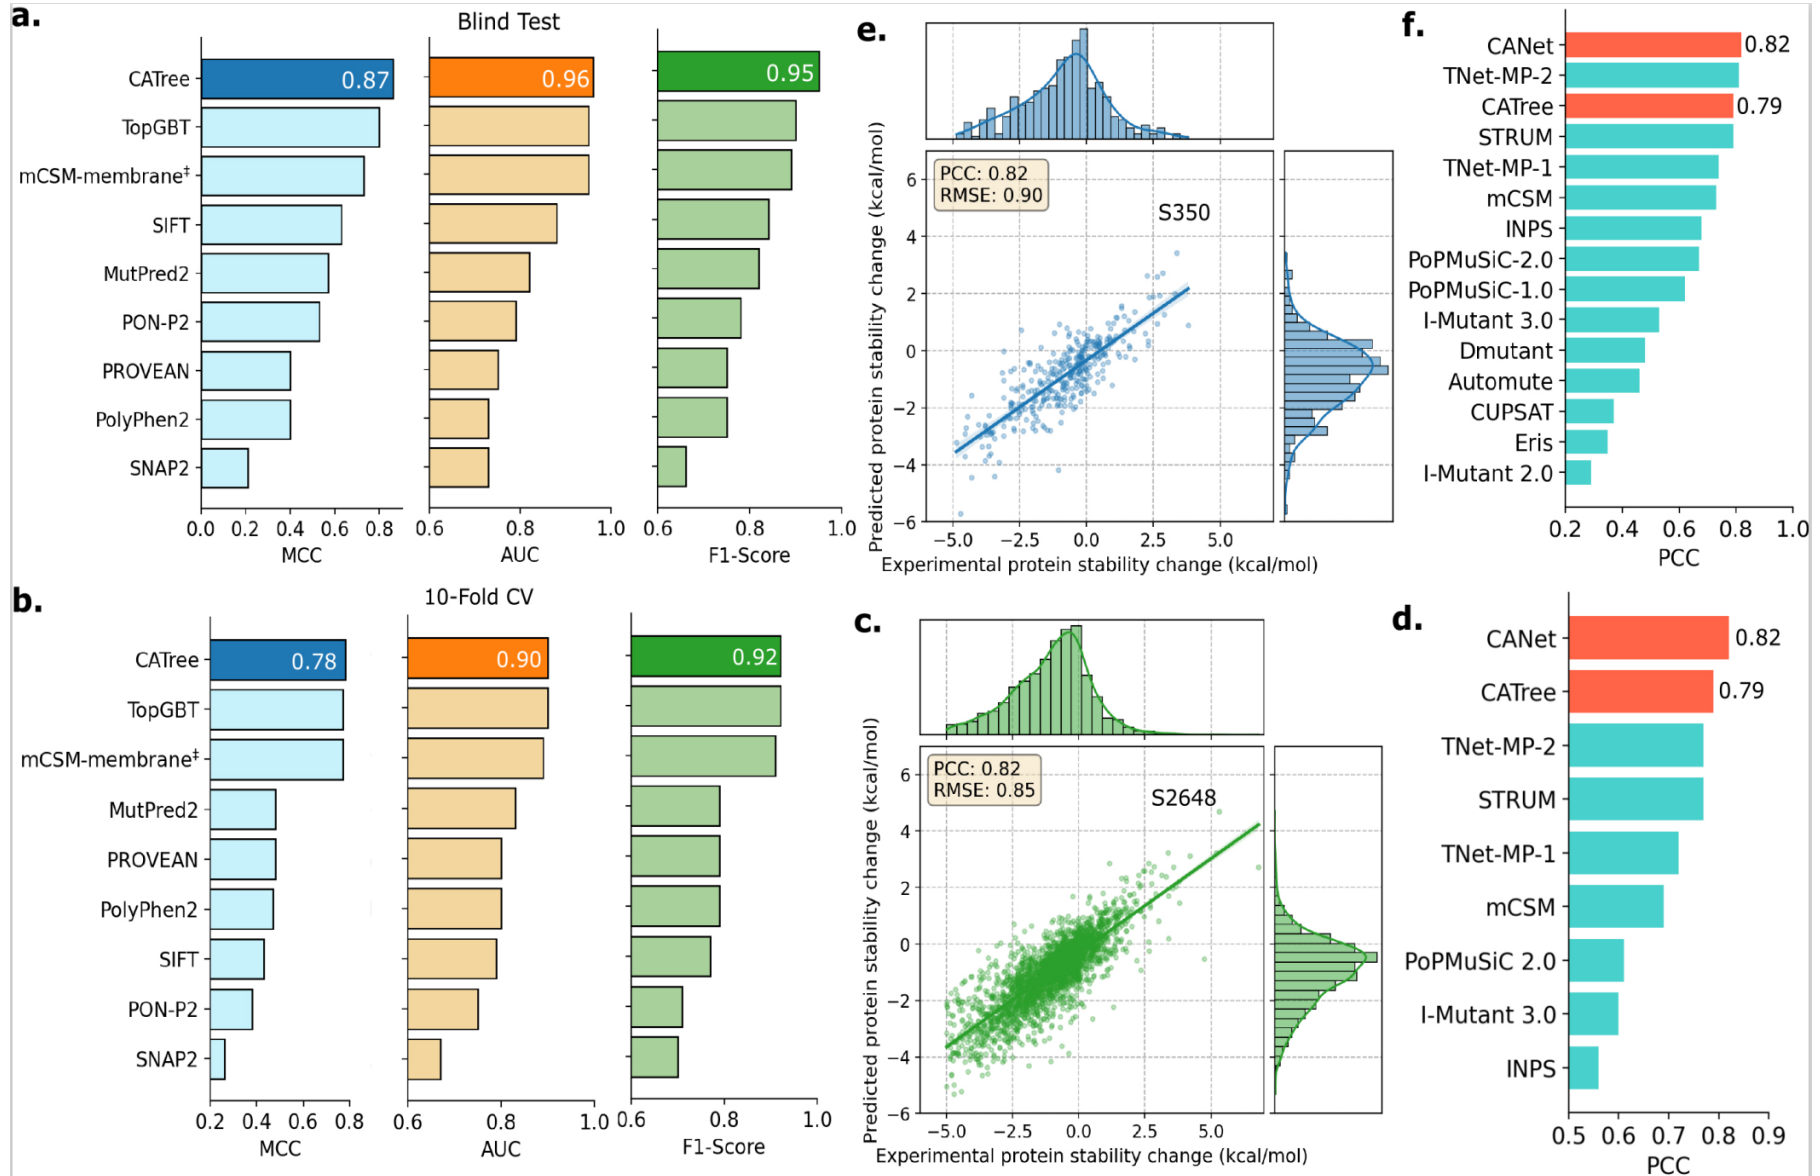 a.
Blind Test
CATree
TopGBT
mCSM-membrane‡
SIFT
MutPred2
PON-P2
PROVEAN
PolyPhen2
SNAP2
0.87
0.0 0.2 0.4 0.6 0.8
MCC
0.96
0.6 0.8 1.0
AUC
0.95
0.6 0.8 1.0
F1-Score
b.
10-Fold CV
CATree
TopGBT
mCSM-membrane‡
MutPred2
PROVEAN
PolyPhen2
SIFT
PON-P2
SNAP2
0.78
0.2 0.4 0.6 0.8
MCC
0.90
0.6 0.8 1.0
AUC
0.92
0.6 0.8 1.0
F1-Score
e.
PCC: 0.82
RMSE: 0.90
S350
Predicted protein stability change (kcal/mol)
6
4
2
0
−2
−4
−6
−5.0 −2.5 0.0 2.5 5.0
Experimental protein stability change (kcal/mol)
c.
PCC: 0.82
RMSE: 0.85
S2648
Predicted protein stability change (kcal/mol)
6
4
2
0
−2
−4
−6
−5.0 −2.5 0.0 2.5 5.0
Experimental protein stability change (kcal/mol)
f.
CANet 0.82
TNet-MP-2
CATree 0.79
STRUM
TNet-MP-1
mCSM
INPS
PoPMuSiC-2.0
PoPMuSiC-1.0
I-Mutant 3.0
Dmutant
Automute
CUPSAT
Eris
I-Mutant 2.0
0.2 0.4 0.6 0.8 1.0
PCC
d.
CANet 0.82
CATree 0.79
TNet-MP-2
STRUM
TNet-MP-1
mCSM
PoPMuSiC 2.0
I-Mutant 3.0
INPS
0.5 0.6 0.7 0.8 0.9
PCC